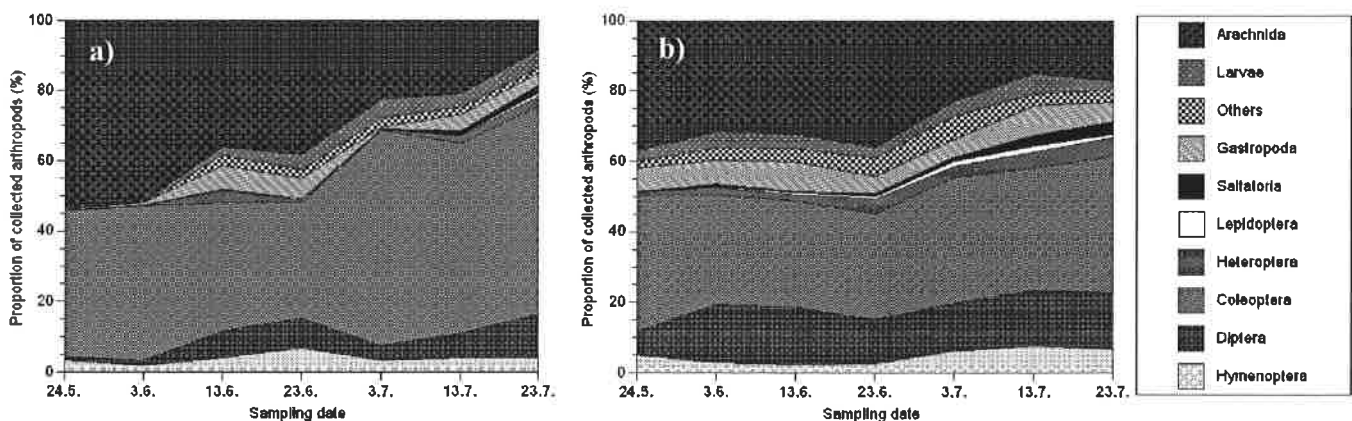 a)
Proportion of collected arthropods (%)
100
80
60
40
20
0
24.5. 3.6. 13.6. 23.6. 3.7. 13.7. 23.7.
Sampling date
b)
Proportion of collected arthropods (%)
100
80
60
40
20
0
24.5. 3.6. 13.6. 23.6. 3.7. 13.7. 23.7.
Sampling date
Arachnida
Larvae
Others
Gastropoda
Saltatoria
Lepidoptera
Heteroptera
Coleoptera
Diptera
Hymenoptera